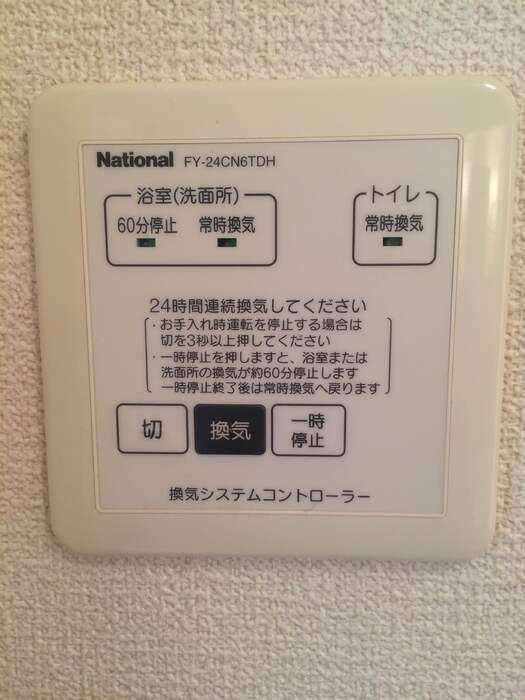 National FY-24CN6TDH
浴室(洗面所)
60分停止 常時換気
トイレ
常時換気
24時間連続換気してください
・お手入れ時運転を停止する場合は
切を3秒以上押してください
・一時停止を押しますと、浴室または
洗面所の換気が約60分停止します
一時停止終了後は常時換気へ戻ります
切
換気
一時
停止
換気システムコントローラー